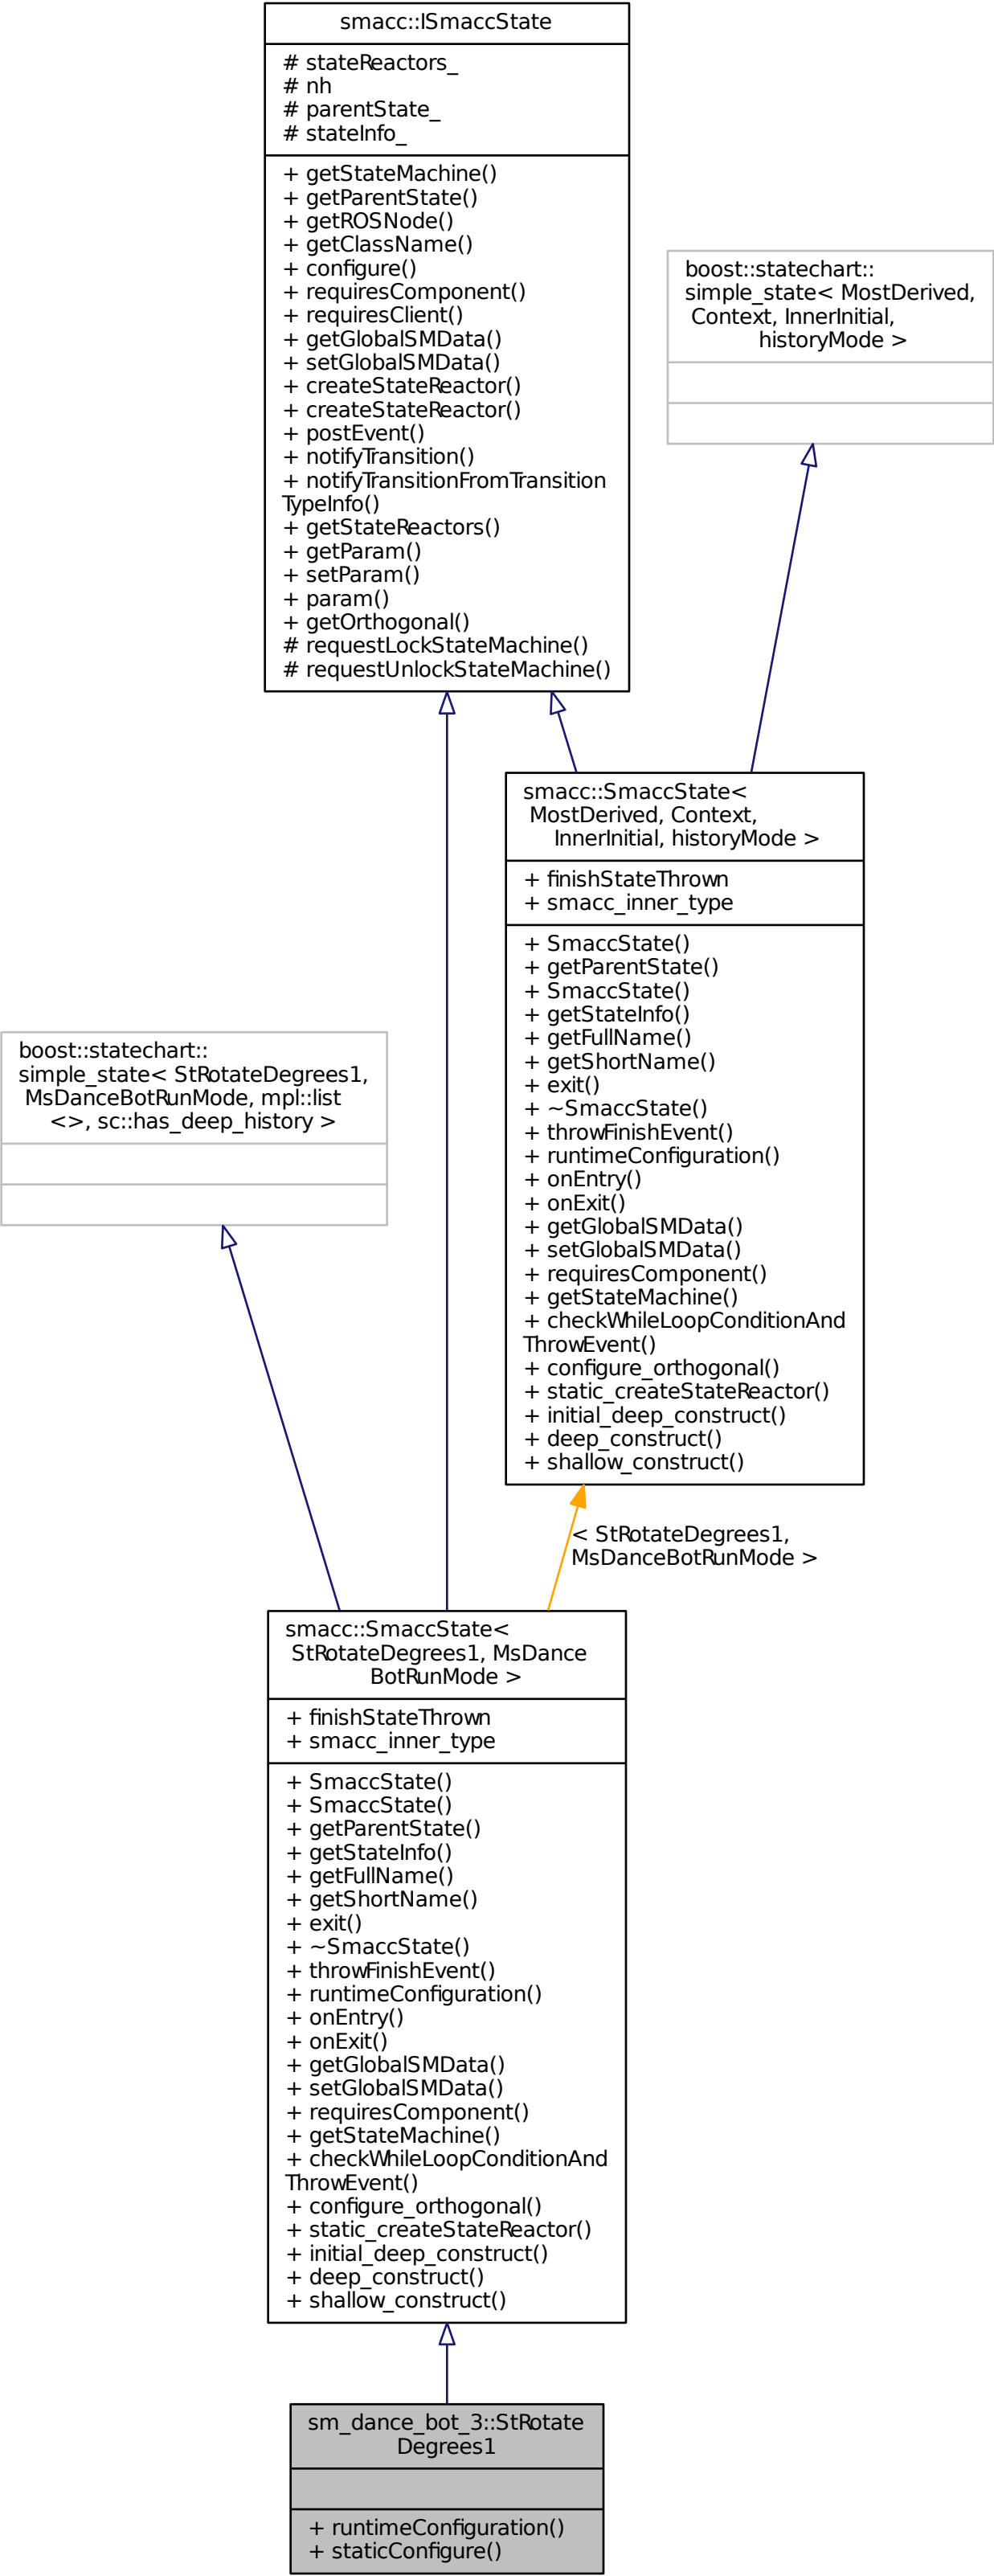 smacc::ISmaccState
# stateReactors_
# nh
# parentState_
# stateInfo_
+ getStateMachine()
+ getParentState()
+ getROSNode()
+ getClassName()
+ configure()
+ requiresComponent()
+ requiresClient()
+ getGlobalSMData()
+ setGlobalSMData()
+ createStateReactor()
+ createStateReactor()
+ postEvent()
+ notifyTransition()
+ notifyTransitionFromTransition
TypeInfo()
+ getStateReactors()
+ getParam()
+ setParam()
+ param()
+ getOrthogonal()
# requestLockStateMachine()
# requestUnlockStateMachine()
boost::statechart::
simple_state< MostDerived,
Context, InnerInitial,
historyMode >
smacc::SmaccState<
MostDerived, Context,
InnerInitial, historyMode >
+ finishStateThrown
+ smacc_inner_type
+ SmaccState()
+ getParentState()
+ SmaccState()
+ getStateInfo()
+ getFullName()
+ getShortName()
+ exit()
+ ~SmaccState()
+ throwFinishEvent()
+ runtimeConfiguration()
+ onEntry()
+ onExit()
+ getGlobalSMData()
+ setGlobalSMData()
+ requiresComponent()
+ getStateMachine()
+ checkWhileLoopConditionAnd
ThrowEvent()
+ configure_orthogonal()
+ static_createStateReactor()
+ initial_deep_construct()
+ deep_construct()
+ shallow_construct()
boost::statechart::
simple_state< StRotateDegrees1,
MsDanceBotRunMode, mpl::list
<>, sc::has_deep_history >
< StRotateDegrees1,
MsDanceBotRunMode >
smacc::SmaccState<
StRotateDegrees1, MsDance
BotRunMode >
+ finishStateThrown
+ smacc_inner_type
+ SmaccState()
+ SmaccState()
+ getParentState()
+ getStateInfo()
+ getFullName()
+ getShortName()
+ exit()
+ ~SmaccState()
+ throwFinishEvent()
+ runtimeConfiguration()
+ onEntry()
+ onExit()
+ getGlobalSMData()
+ setGlobalSMData()
+ requiresComponent()
+ getStateMachine()
+ checkWhileLoopConditionAnd
ThrowEvent()
+ configure_orthogonal()
+ static_createStateReactor()
+ initial_deep_construct()
+ deep_construct()
+ shallow_construct()
sm_dance_bot_3::StRotate
Degrees1
+ runtimeConfiguration()
+ staticConfigure()